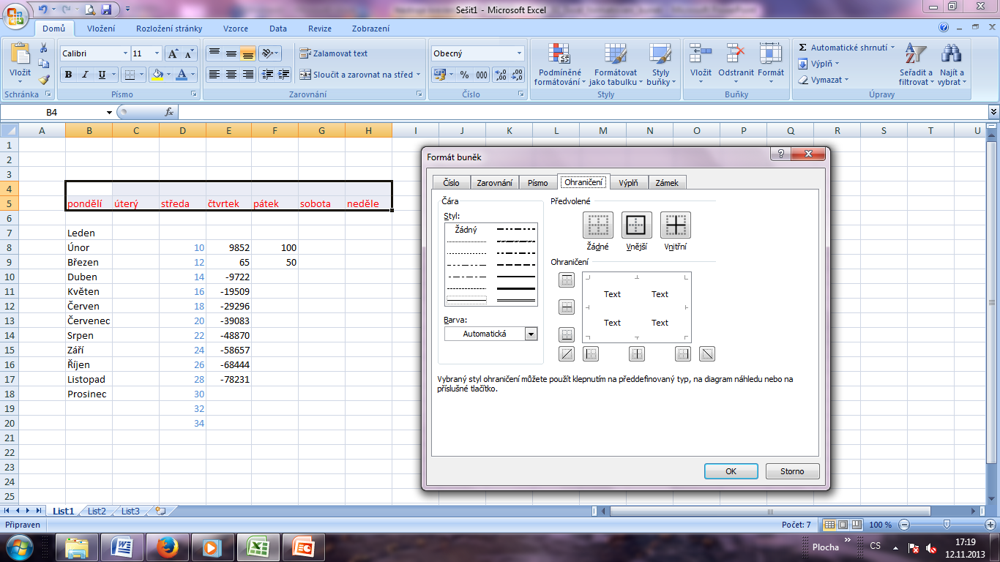 Sešit1 - Microsoft Excel
Domů Vložení Rozložení stránky Vzorce Data Revize Zobrazení
Vložit
Schránka
Calibri 11
B I U
Písmo
Zalamovat text
Sloučit a zarovnat na střed
Zarovnání
Obecný
% 000
Číslo
Podmíněné formátování
Formátovat jako tabulku
Styly buňky
Styly
Vložit Odstranit Formát
Buňky
Σ Automatické shrnutí
Výplň
Vymazat
Seřadit a filtrovat
Najít a vybrat
Úpravy
B4 fx
A B C D E F G H I J K L M N O P Q R S T U
1
2
3
4
5 pondělí úterý středa čtvrtek pátek sobota neděle
6
7 Leden
8 Únor 10 9852 100
9 Březen 12 65 50
10 Duben 14 -9722
11 Květen 16 -19509
12 Červen 18 -29296
13 Červenec 20 -39083
14 Srpen 22 -48870
15 Září 24 -58657
16 Říjen 26 -68444
17 Listopad 28 -78231
18 Prosinec 30
19 32
20 34
21
22
23
24
25
Formát buněk
Číslo Zarovnání Písmo Ohraničení Výplň Zámek
Čára
Styl:
Žádný
Barva:
Automatická
Předvolené
Žádné Vnější Vnitřní
Ohraničení
Text Text
Text Text
Vybraný styl ohraničení můžete použít klepnutím na předdefinovaný typ, na diagram náhledu nebo na
příslušné tlačítko.
OK Storno
List1 List2 List3
Připraven Počet: 7 100 %
Plocha » CS 17:19
12.11.2013